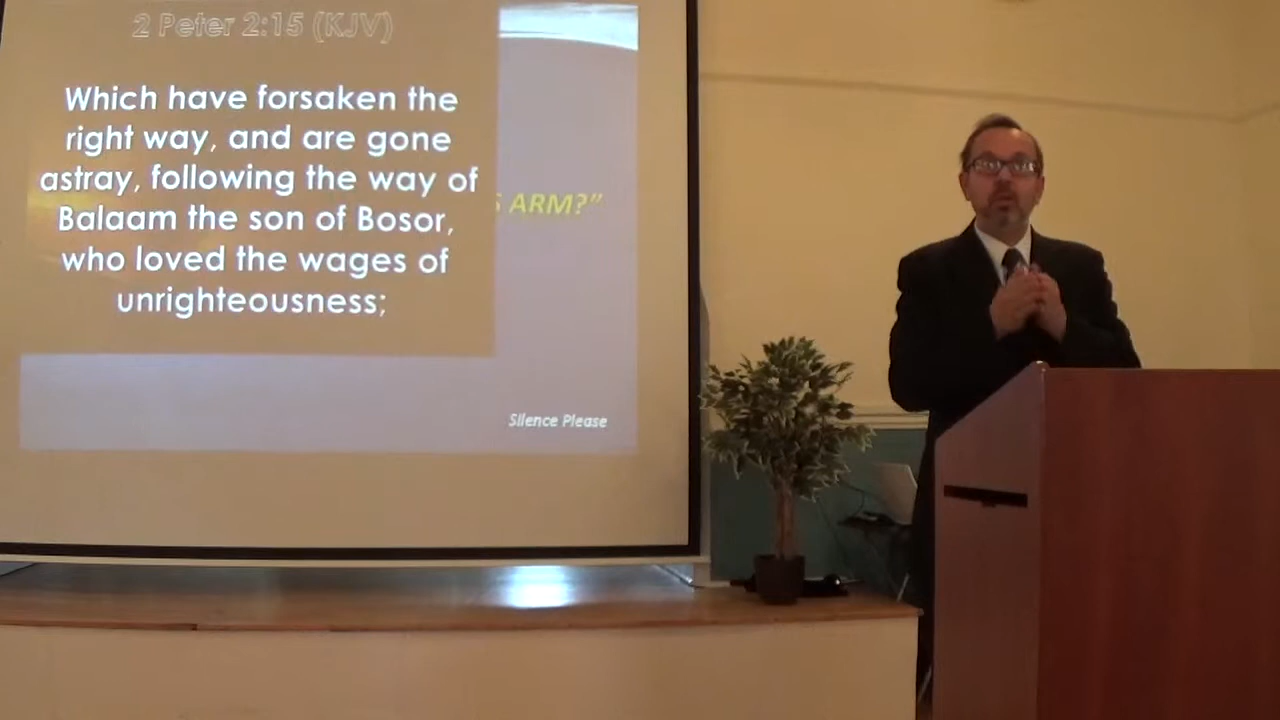 2 Peter 2:15 (KJV)
Which have forsaken the
right way, and are gone
astray, following the way of
Balaam the son of Bosor,
who loved the wages of
unrighteousness;
ARM?”
Silence Please